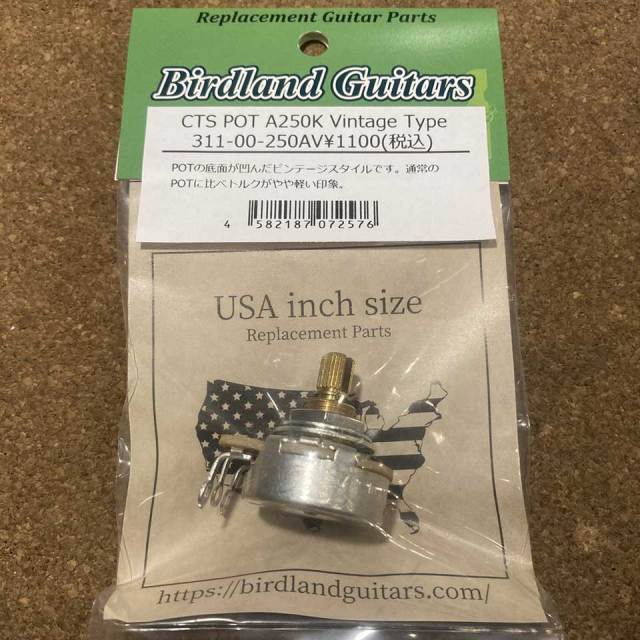 Replacement Guitar Parts
Birdland Guitars
CTS POT A250K Vintage Type
311-00-250AV¥1100(税込)
POTの底面が凹んだビンテージスタイルです。通常の
POTに比べトルクがやや軽い印象。
4 582187 072576
USA inch size
Replacement Parts
https://birdlandguitars.com/